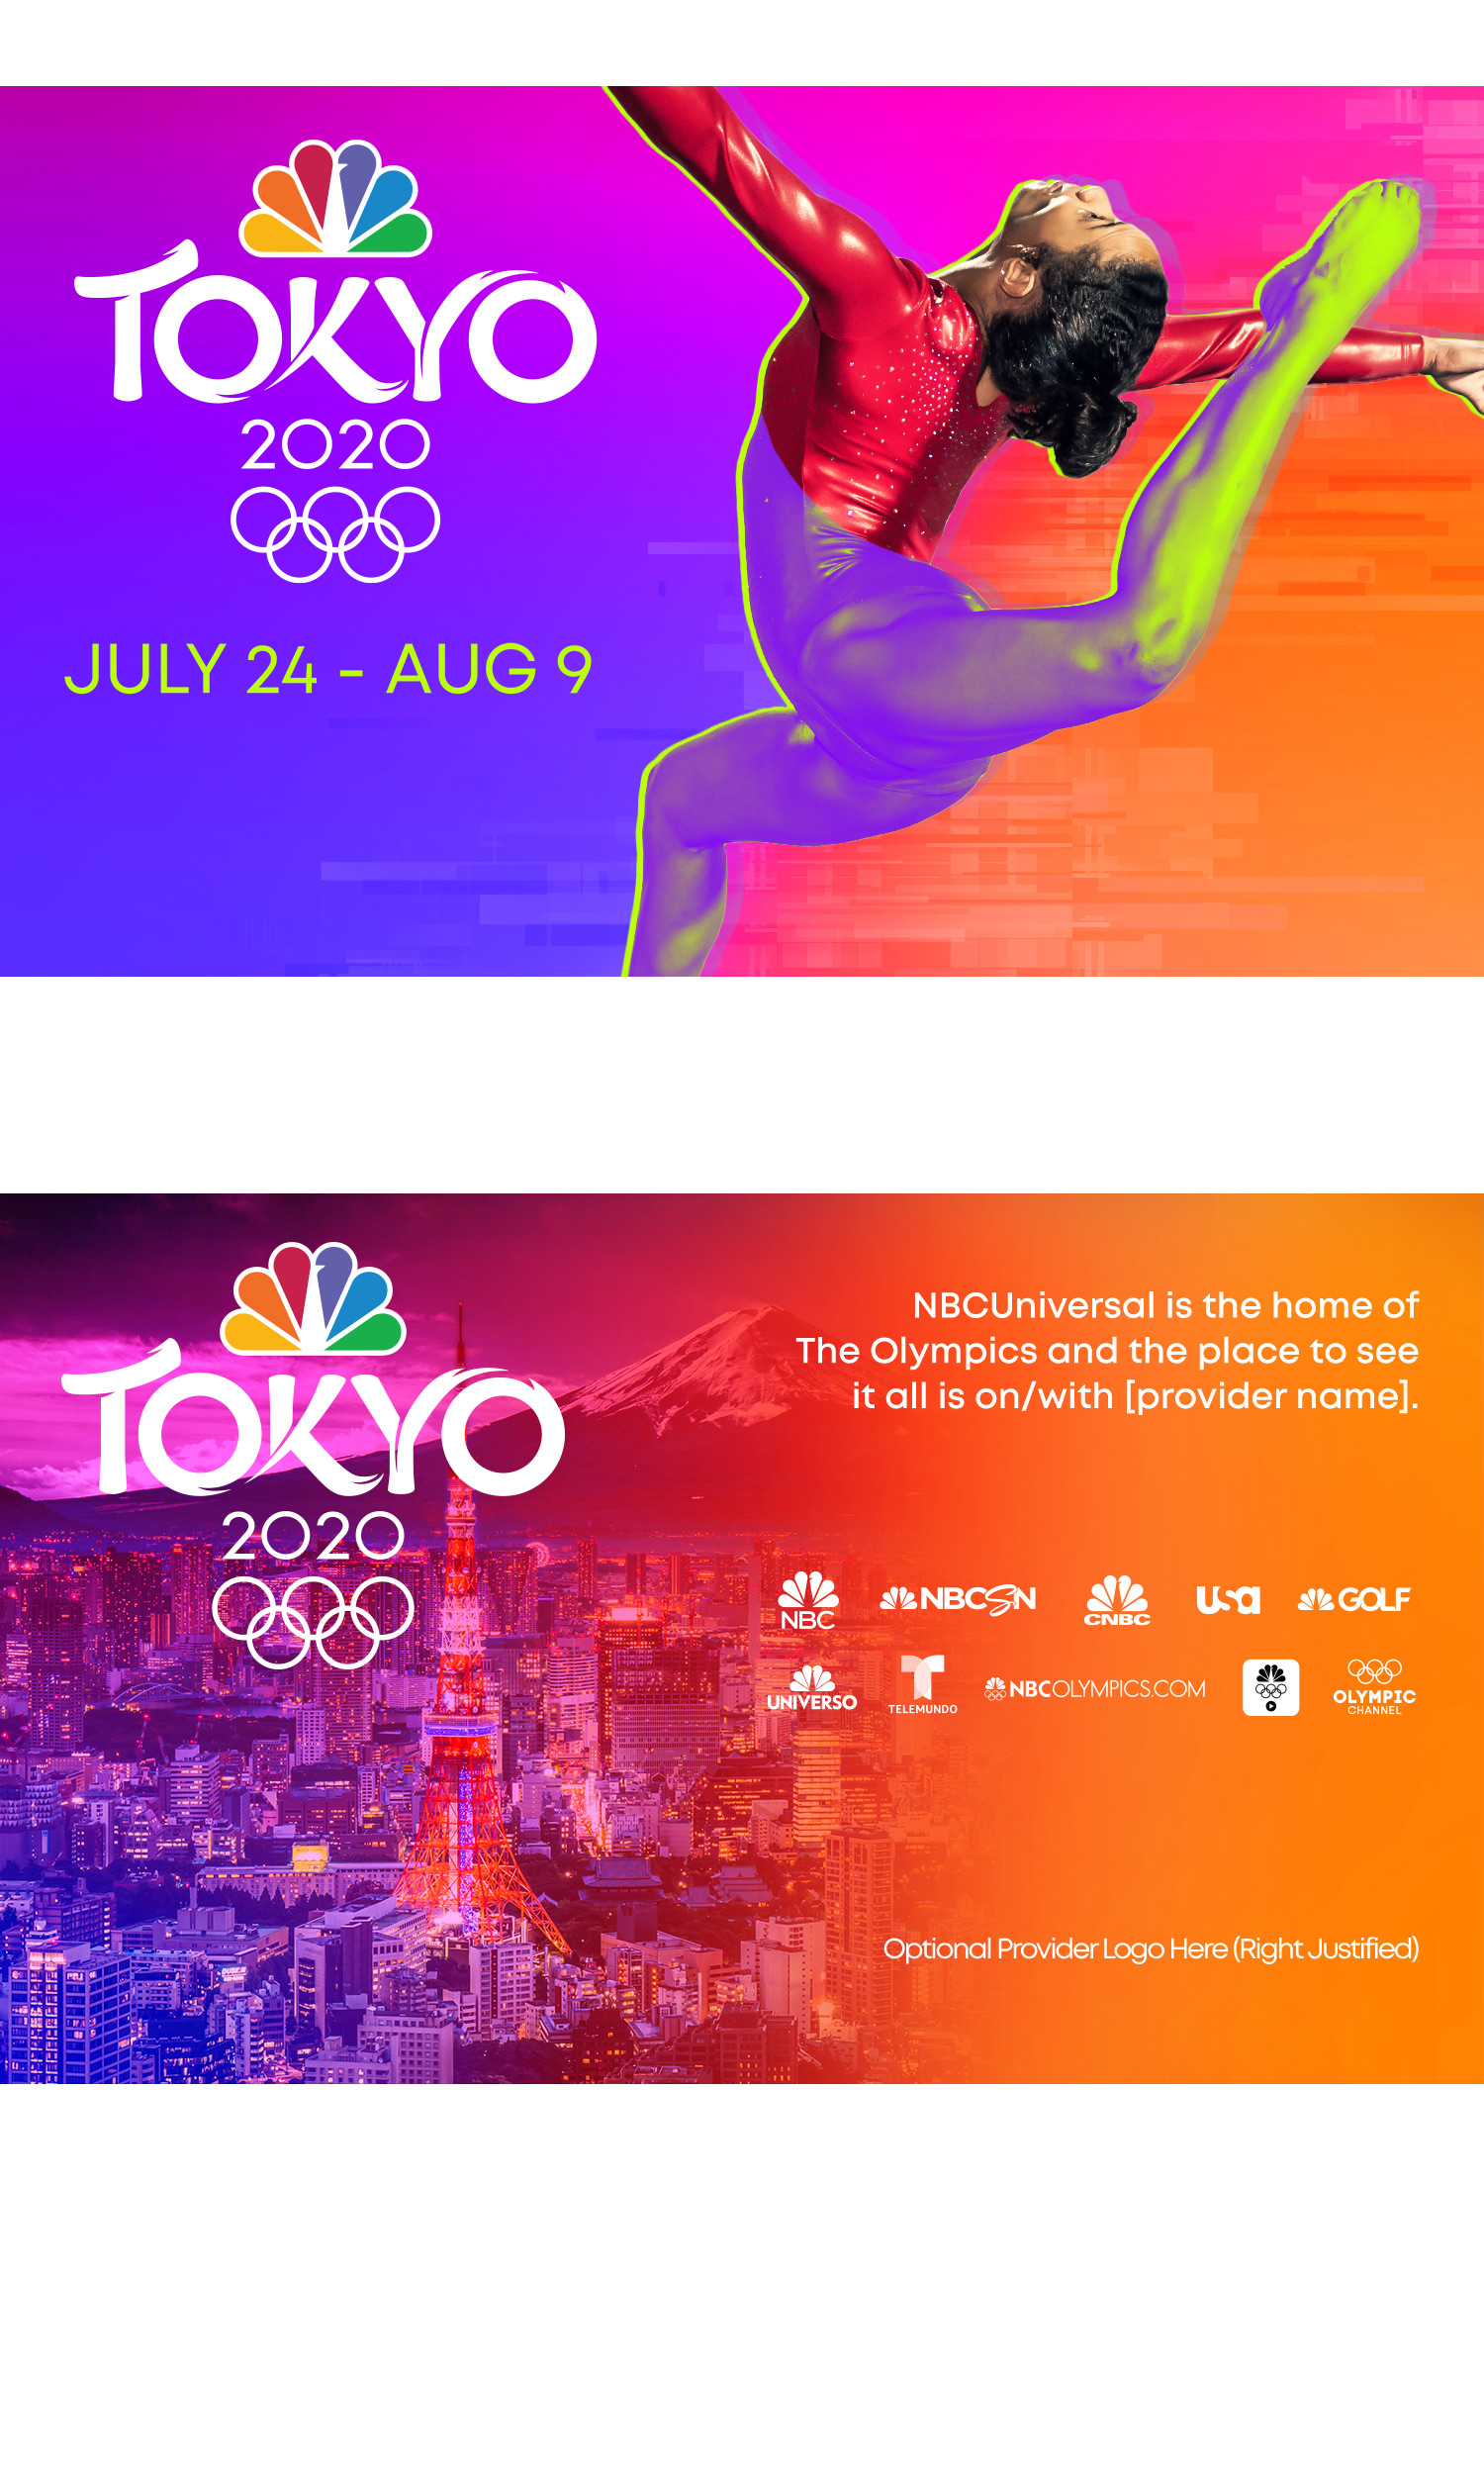 TOKYO
2020
JULY 24 - AUG 9
TOKYO
2020
NBCUniversal is the home of
The Olympics and the place to see
it all is on/with [provider name].
NBC NBCSN CNBC USA GOLF
UNIVERSO TELEMUNDO NBCOLYMPICS.COM OLYMPIC CHANNEL
Optional Provider Logo Here (Right Justified)